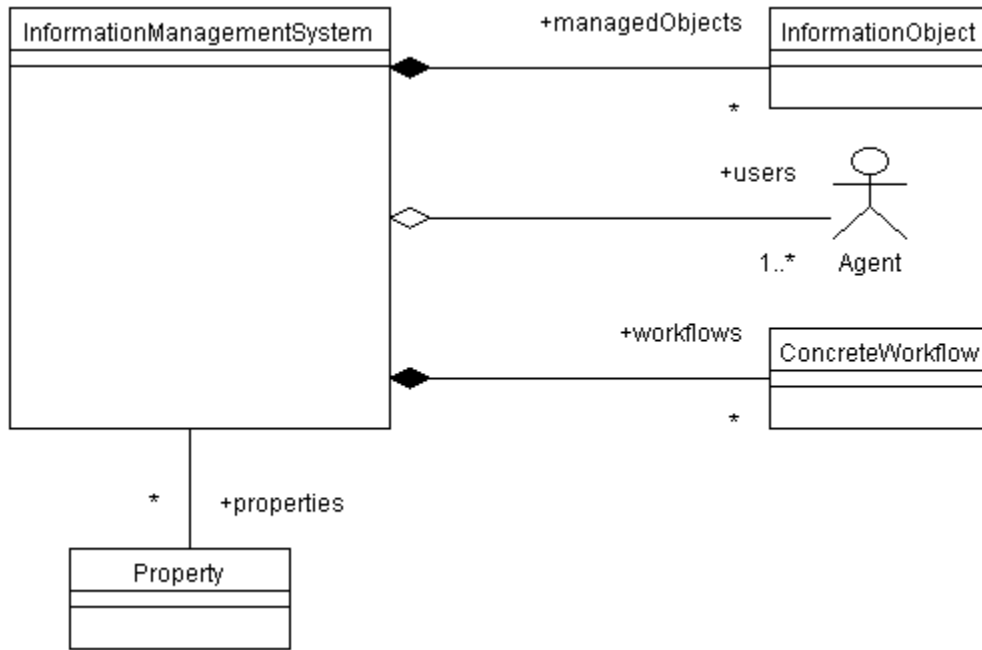 InformationManagementSystem
+managedObjects
InformationObject
*
+users
1..*
Agent
+workflows
ConcreteWorkflow
*
*
+properties
Property